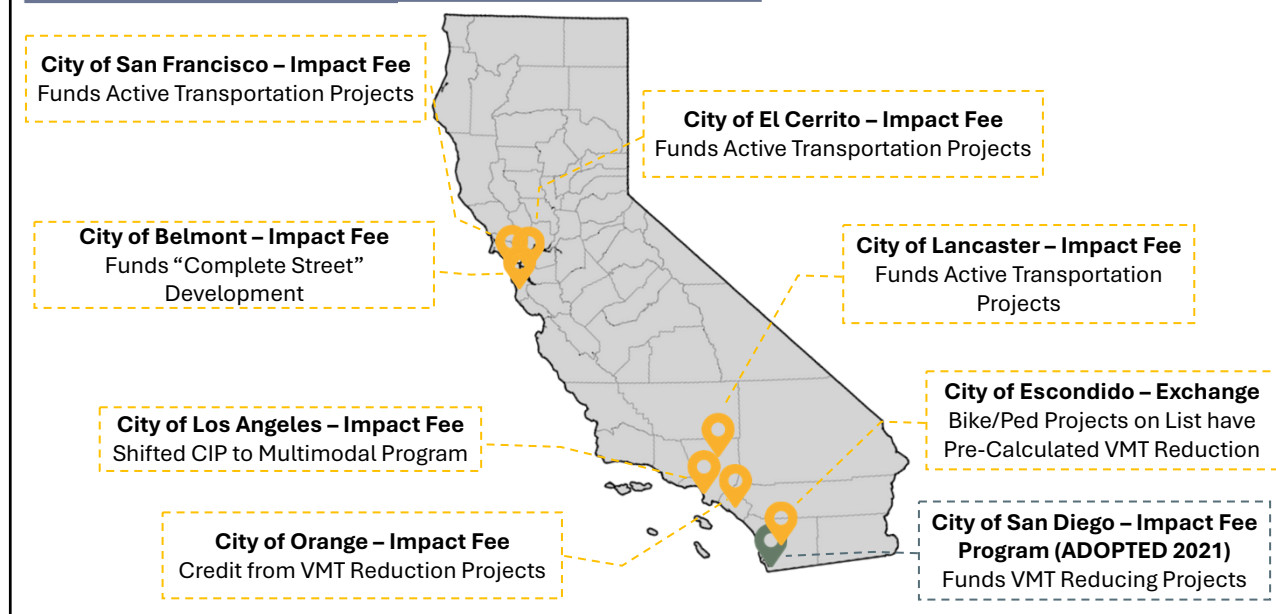 City of San Francisco – Impact Fee
Funds Active Transportation Projects
City of El Cerrito – Impact Fee
Funds Active Transportation Projects
City of Belmont – Impact Fee
Funds “Complete Street”
Development
City of Lancaster – Impact Fee
Funds Active Transportation
Projects
City of Escondido – Exchange
Bike/Ped Projects on List have
Pre-Calculated VMT Reduction
City of Los Angeles – Impact Fee
Shifted CIP to Multimodal Program
City of Orange – Impact Fee
Credit from VMT Reduction Projects
City of San Diego – Impact Fee
Program (ADOPTED 2021)
Funds VMT Reducing Projects